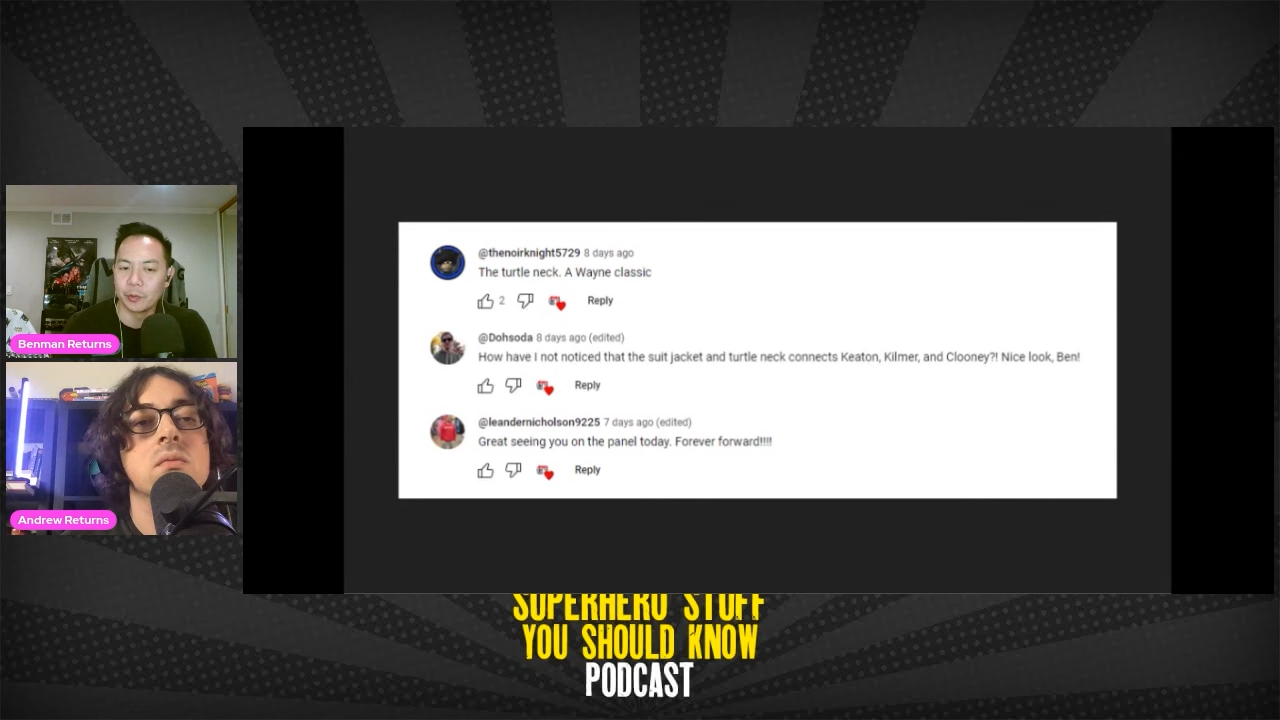 Benman Returns
Andrew Returns
@thenoirknight5729 8 days ago
The turtle neck. A Wayne classic
2 Reply
@Dohsoda 8 days ago (edited)
How have I not noticed that the suit jacket and turtle neck connects Keaton, Kilmer, and Clooney?! Nice look, Ben!
Reply
@leandernicholson9225 7 days ago (edited)
Great seeing you on the panel today. Forever forward!!!!
Reply
SUPERHERO STUFF
YOU SHOULD KNOW
PODCAST